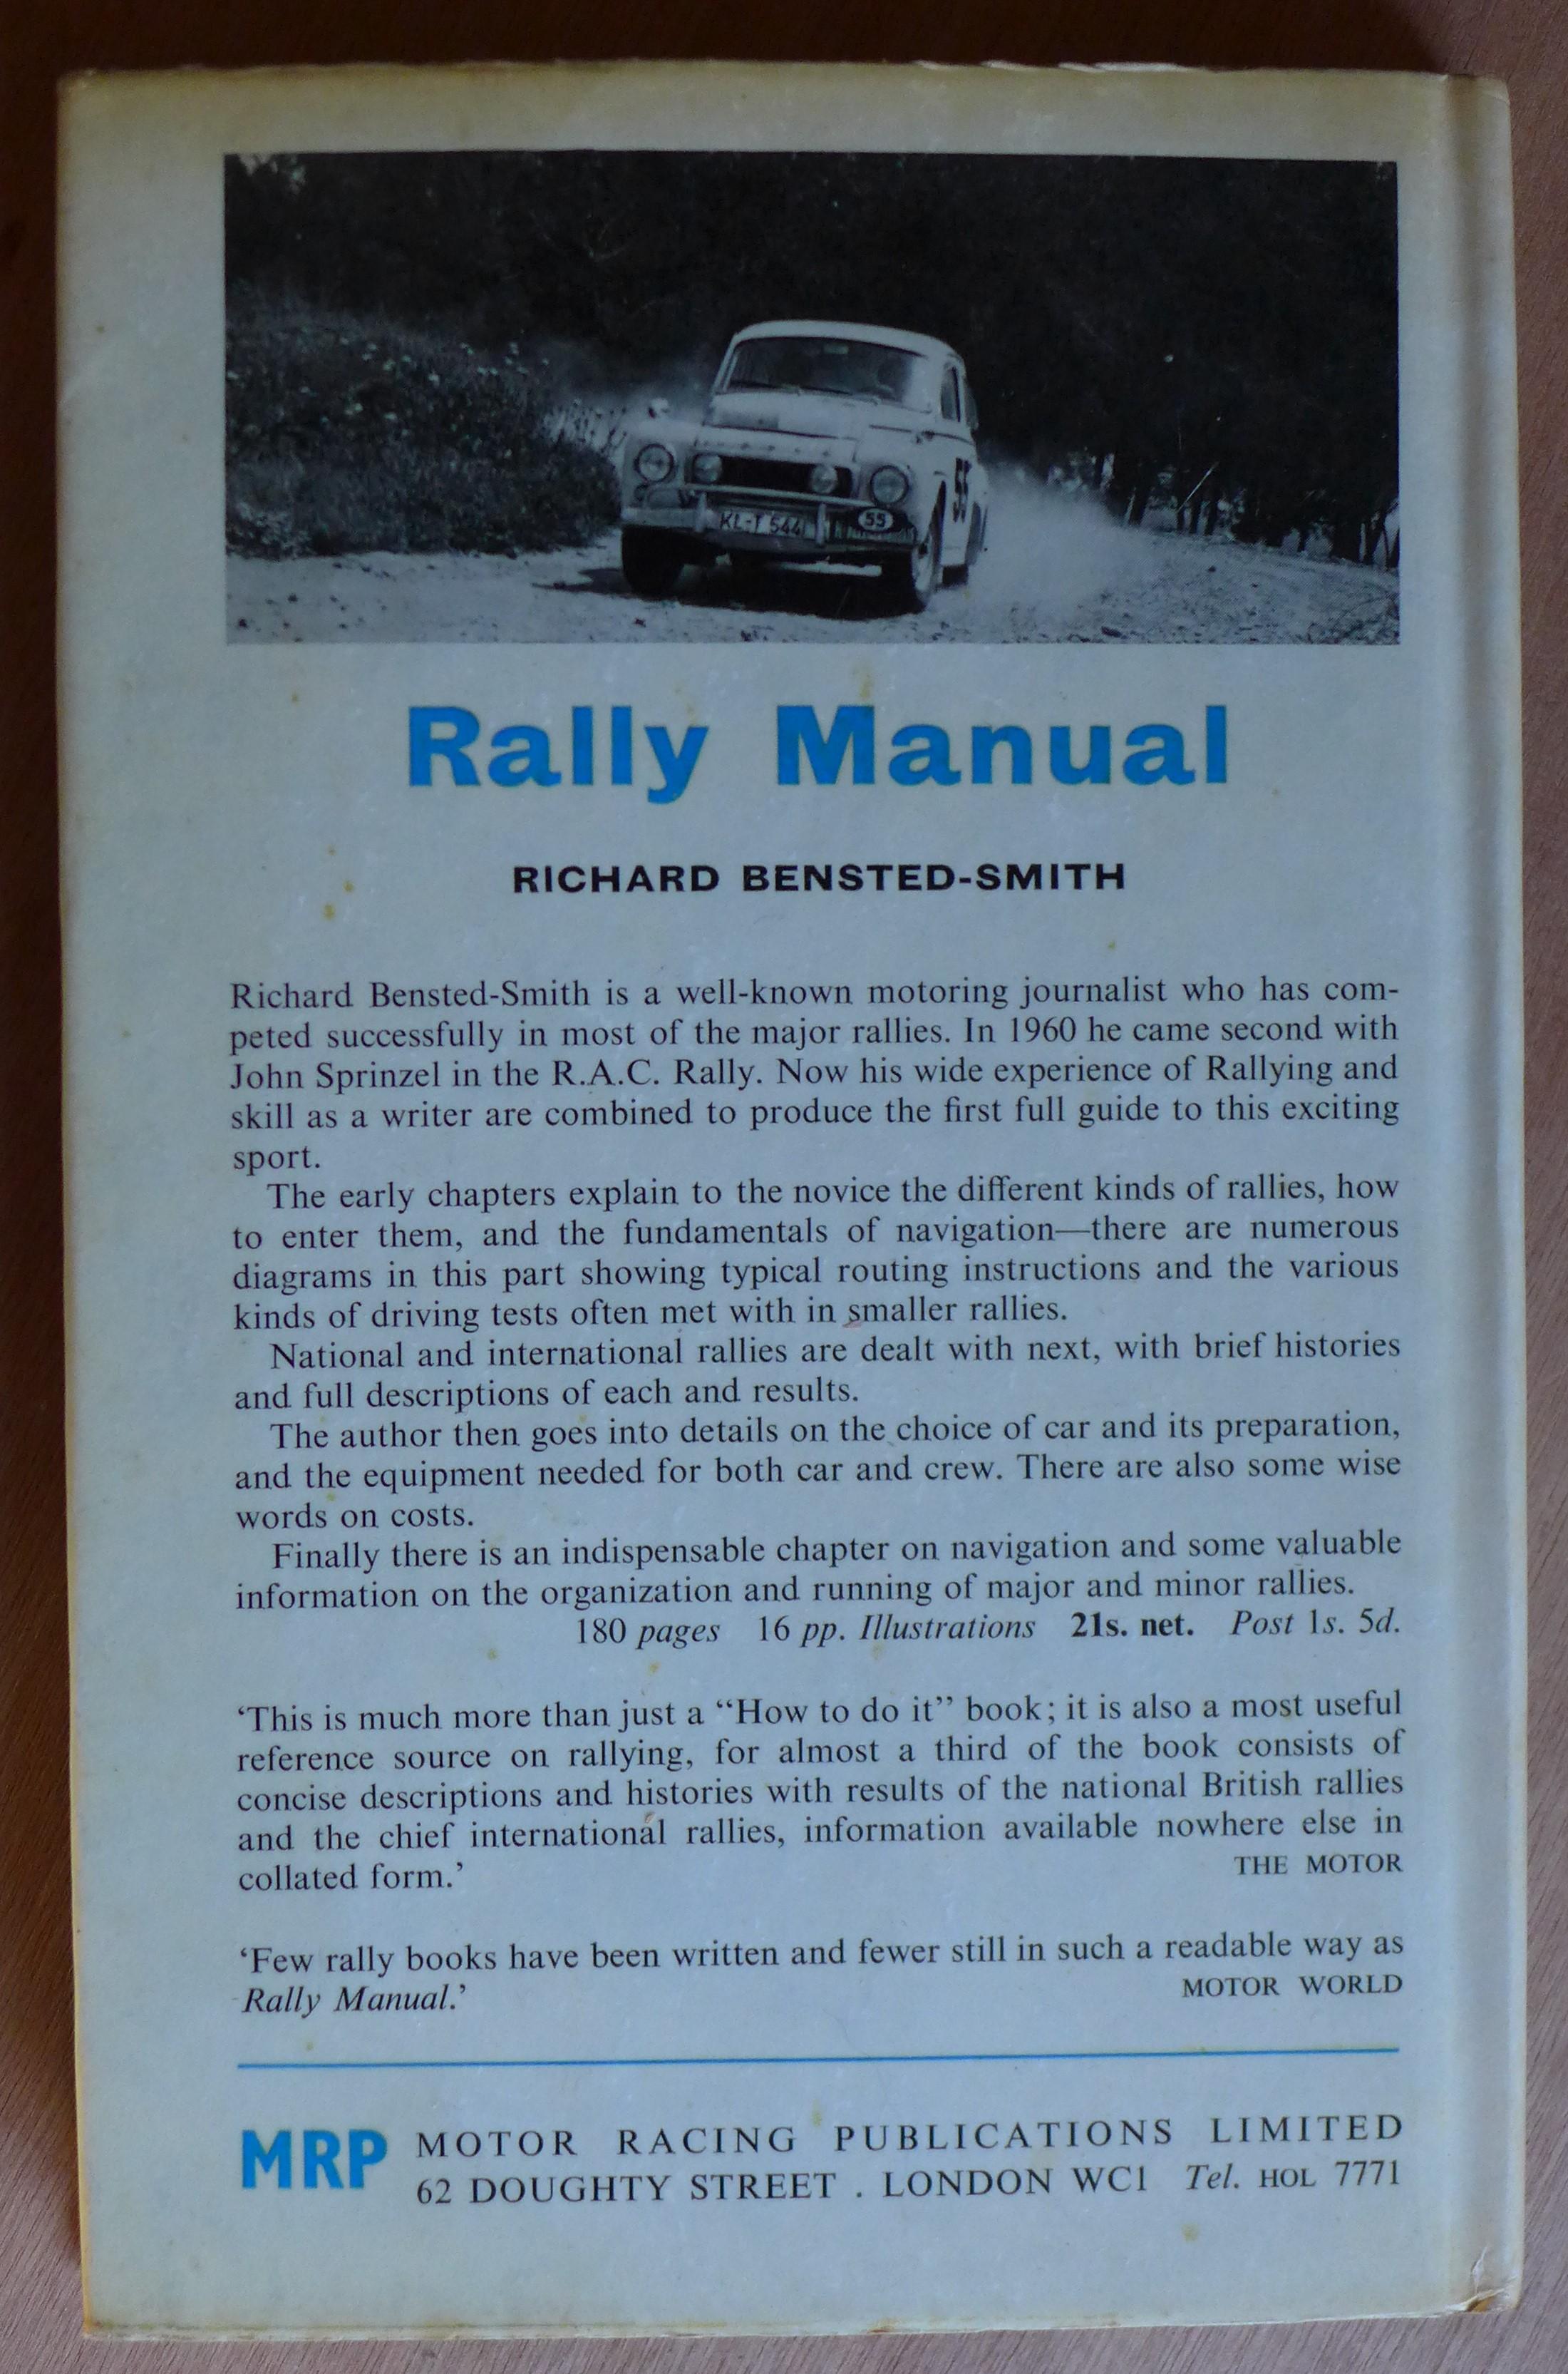 KL-T 544
55
55
Rally Manual
RICHARD BENSTED-SMITH
Richard Bensted-Smith is a well-known motoring journalist who has com-
peted successfully in most of the major rallies. In 1960 he came second with
John Sprinzel in the R.A.C. Rally. Now his wide experience of Rallying and
skill as a writer are combined to produce the first full guide to this exciting
sport.
The early chapters explain to the novice the different kinds of rallies, how
to enter them, and the fundamentals of navigation—there are numerous
diagrams in this part showing typical routing instructions and the various
kinds of driving tests often met with in smaller rallies.
National and international rallies are dealt with next, with brief histories
and full descriptions of each and results.
The author then goes into details on the choice of car and its preparation,
and the equipment needed for both car and crew. There are also some wise
words on costs.
Finally there is an indispensable chapter on navigation and some valuable
information on the organization and running of major and minor rallies.
180 pages 16 pp. Illustrations 21s. net. Post 1s. 5d.
‘This is much more than just a “How to do it” book; it is also a most useful
reference source on rallying, for almost a third of the book consists of
concise descriptions and histories with results of the national British rallies
and the chief international rallies, information available nowhere else in
collated form.’ THE MOTOR
‘Few rally books have been written and fewer still in such a readable way as
Rally Manual.’ MOTOR WORLD
MRP MOTOR RACING PUBLICATIONS LIMITED
62 DOUGHTY STREET . LONDON WC1 Tel. HOL 7771